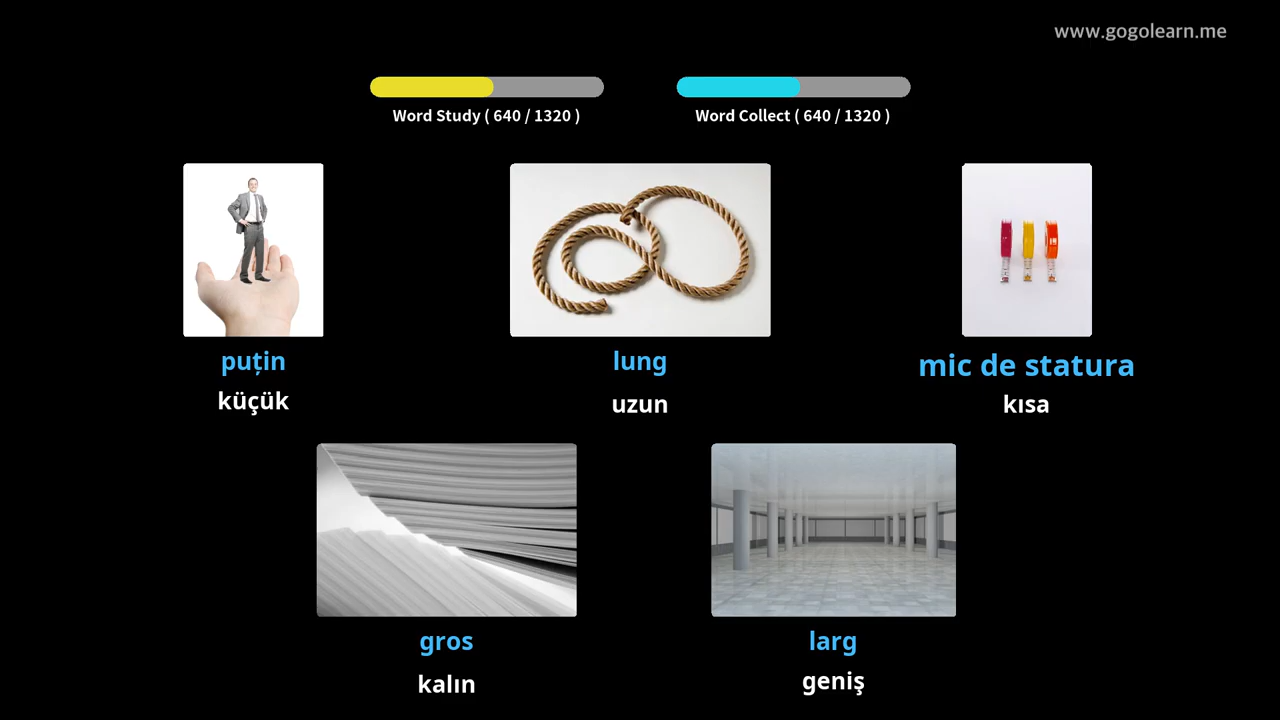 www.gogolearn.me
Word Study ( 640 / 1320 )
Word Collect ( 640 / 1320 )
puțin
küçük
lung
uzun
mic de statura
kısa
gros
kalın
larg
geniş